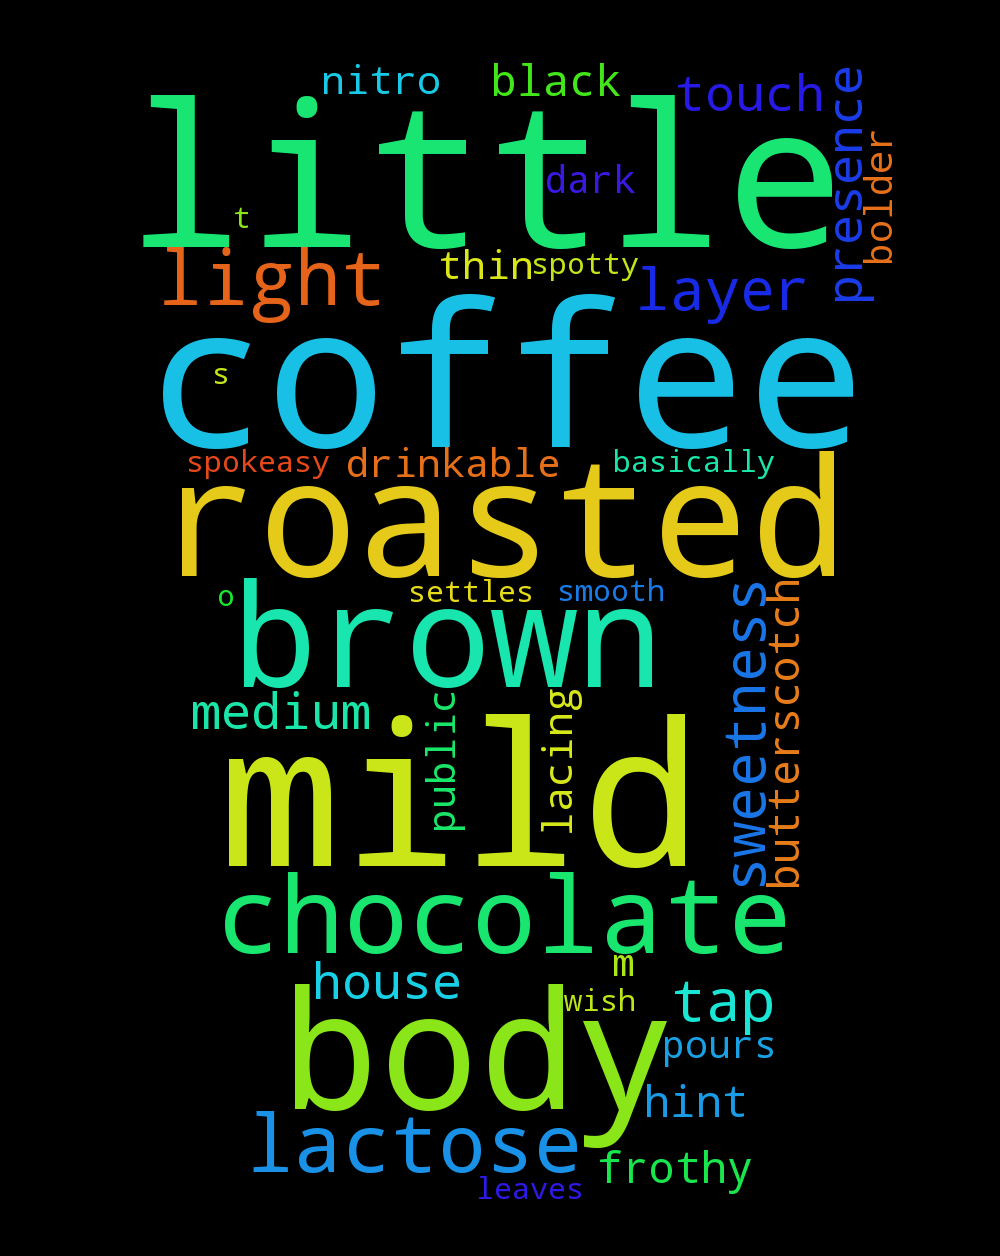 nitro black touch
little
presence
bolder
dark
t
light thin spotty layer
coffee
s
spokeasy drinkable basically
roasted
o settles smooth
brown
sweetness
butterscotch
medium
public
lacing
mild
chocolate
m
house wish tap
body
pours
hint
lactose frothy
leaves